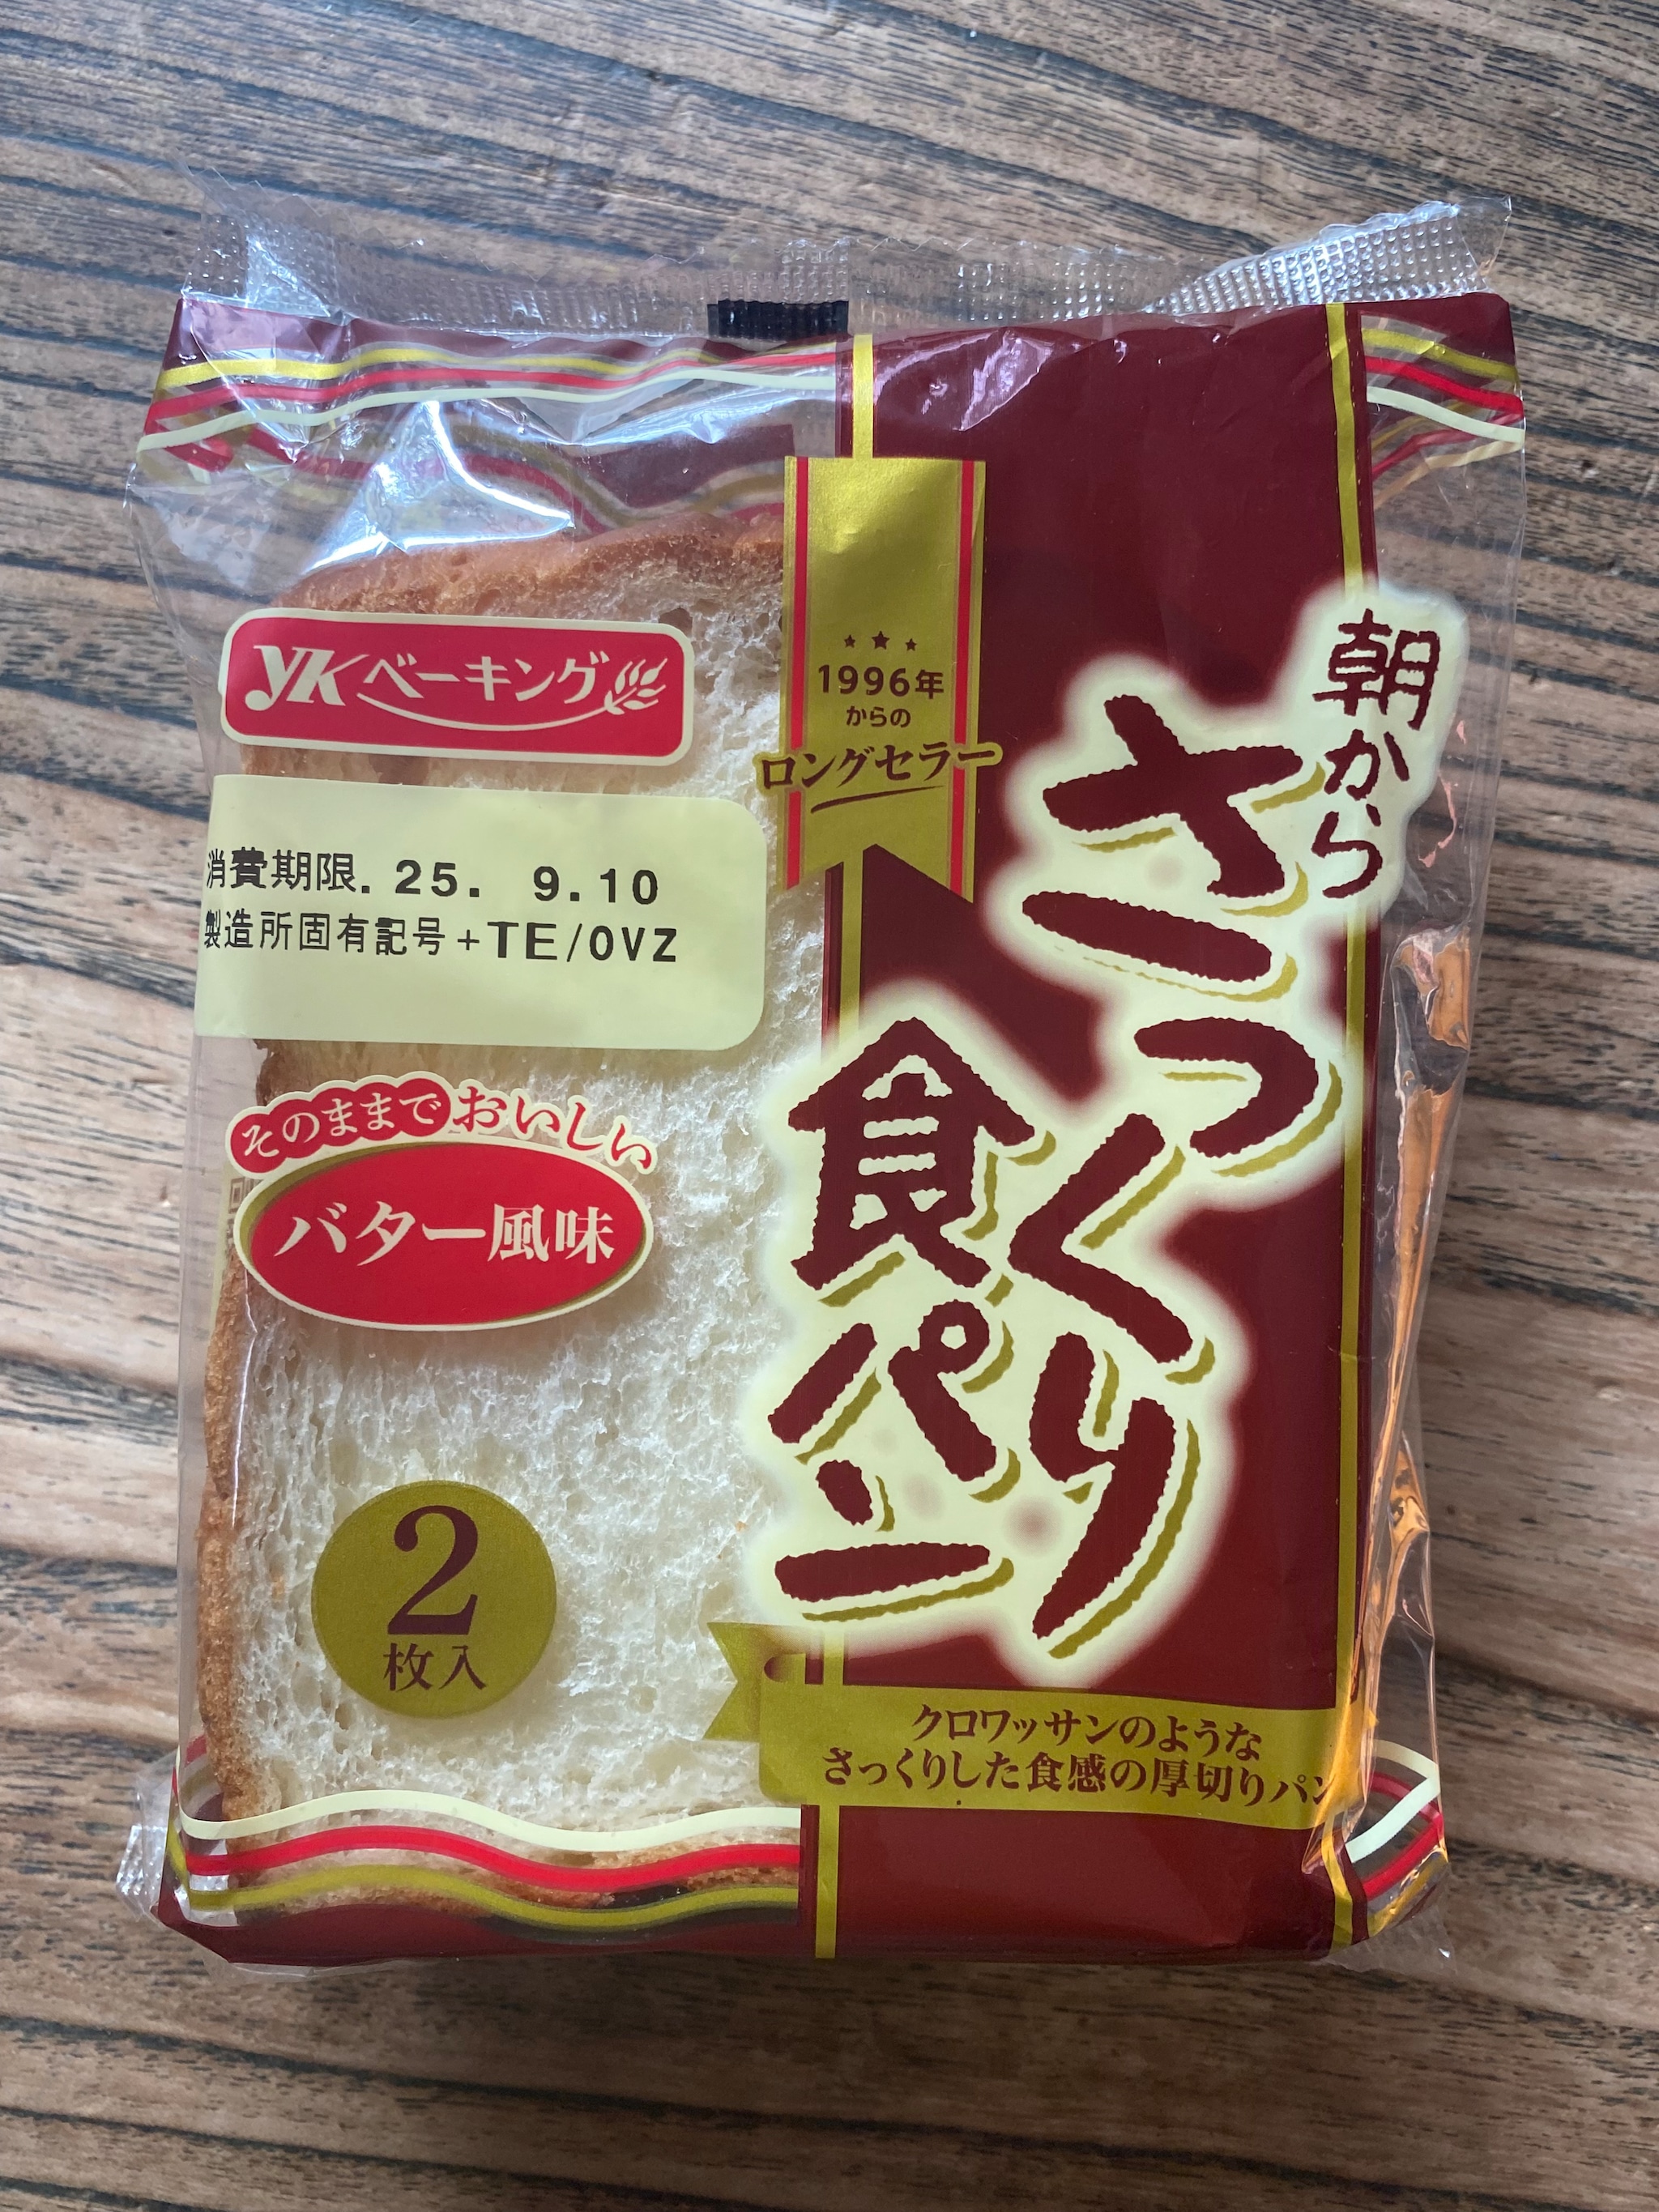 YKベーキング
1996年
からの
ロングセラー
朝から
さっくり
食パン
消費期限. 25. 9.10
製造所固有記号+TE/0VZ
そのままでおいしい
バター風味
2
枚入
クロワッサンのような
さっくりした食感の厚切りパン